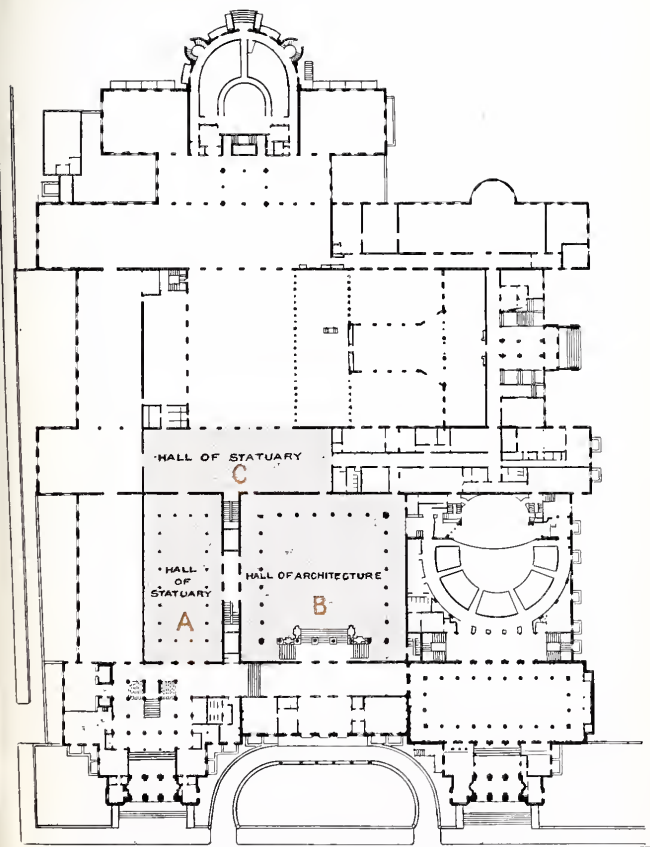 HALL OF STATUARY
C
HALL
OF
STATUARY
A
HALL OF ARCHITECTURE
B